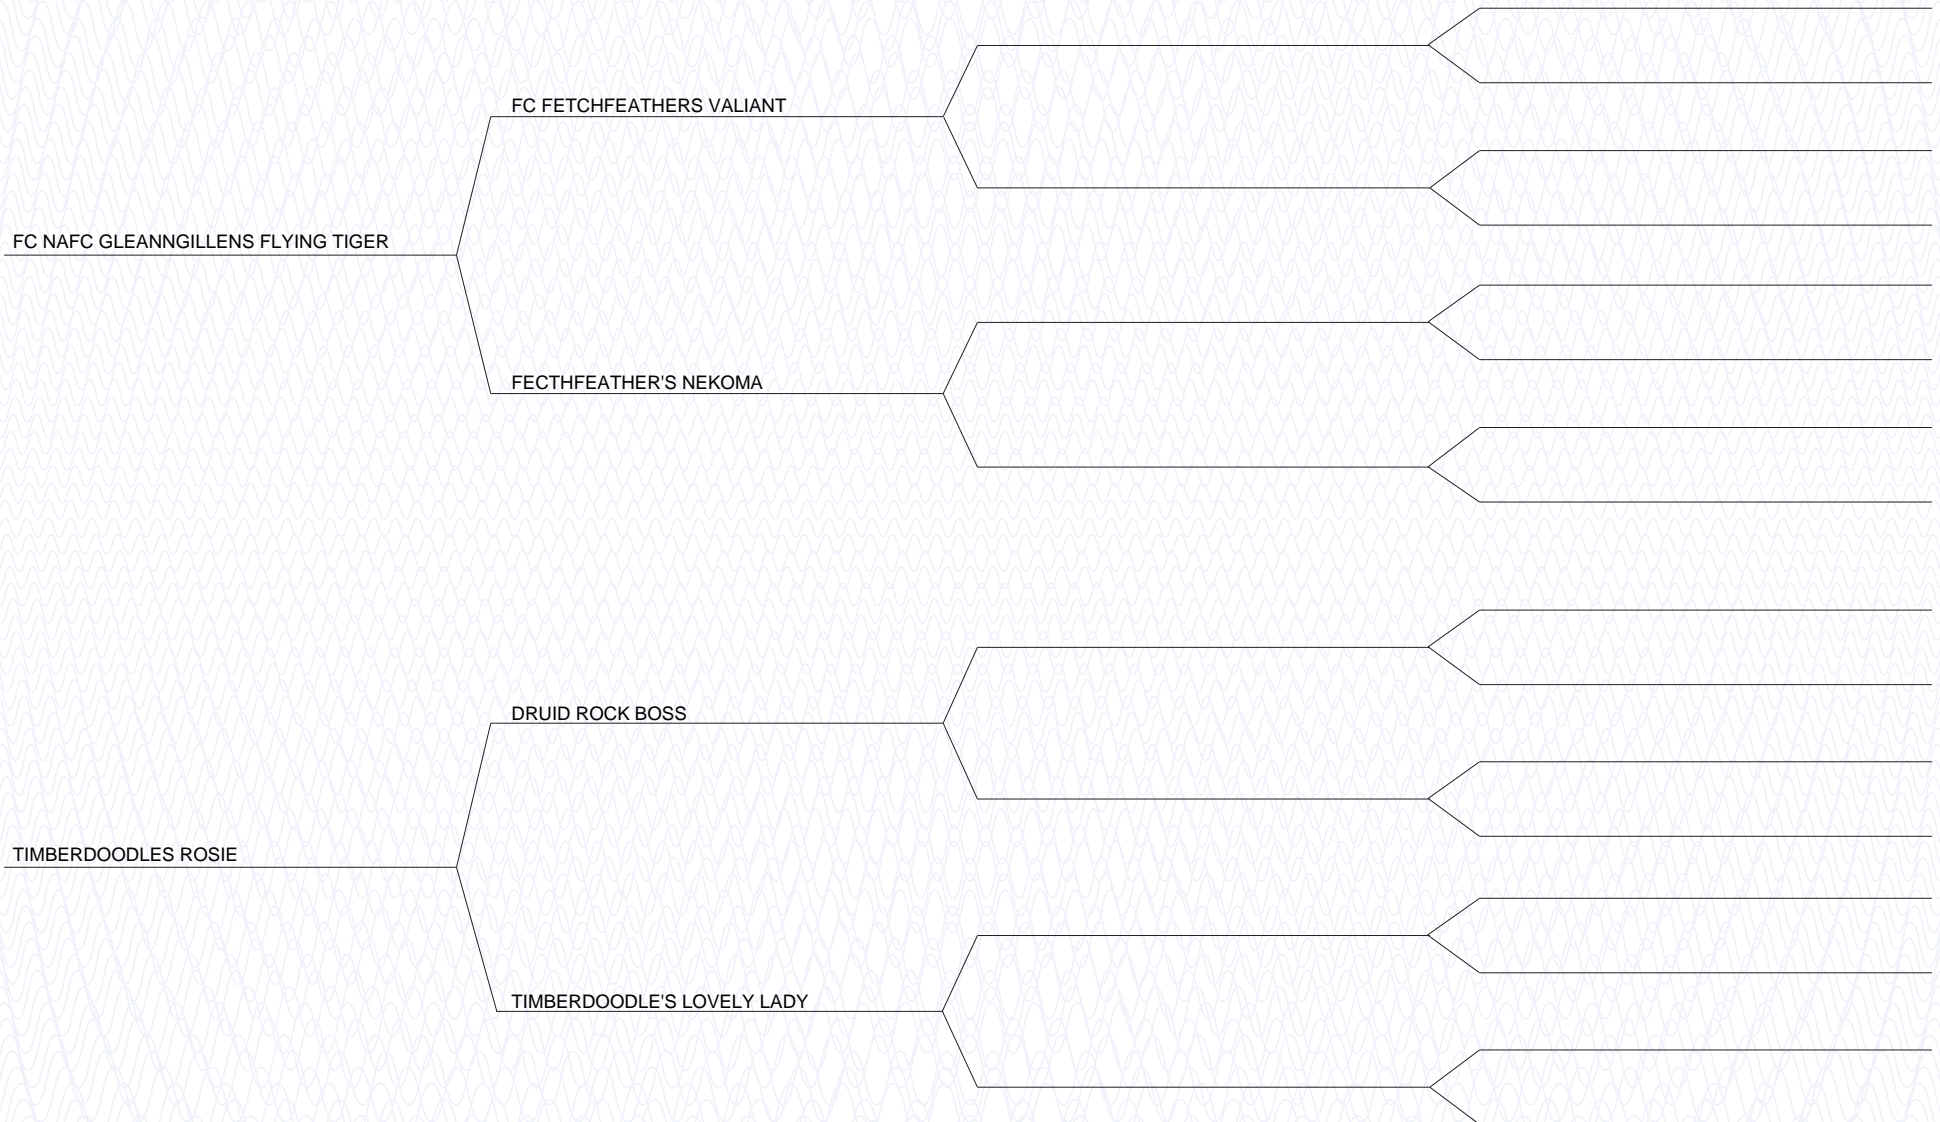 FC FETCHFEATHERS VALIANT
FC NAFC GLEANNGILLENS FLYING TIGER
FECTHFEATHER'S NEKOMA
DRUID ROCK BOSS
TIMBERDOODLES ROSIE
TIMBERDOODLE'S LOVELY LADY